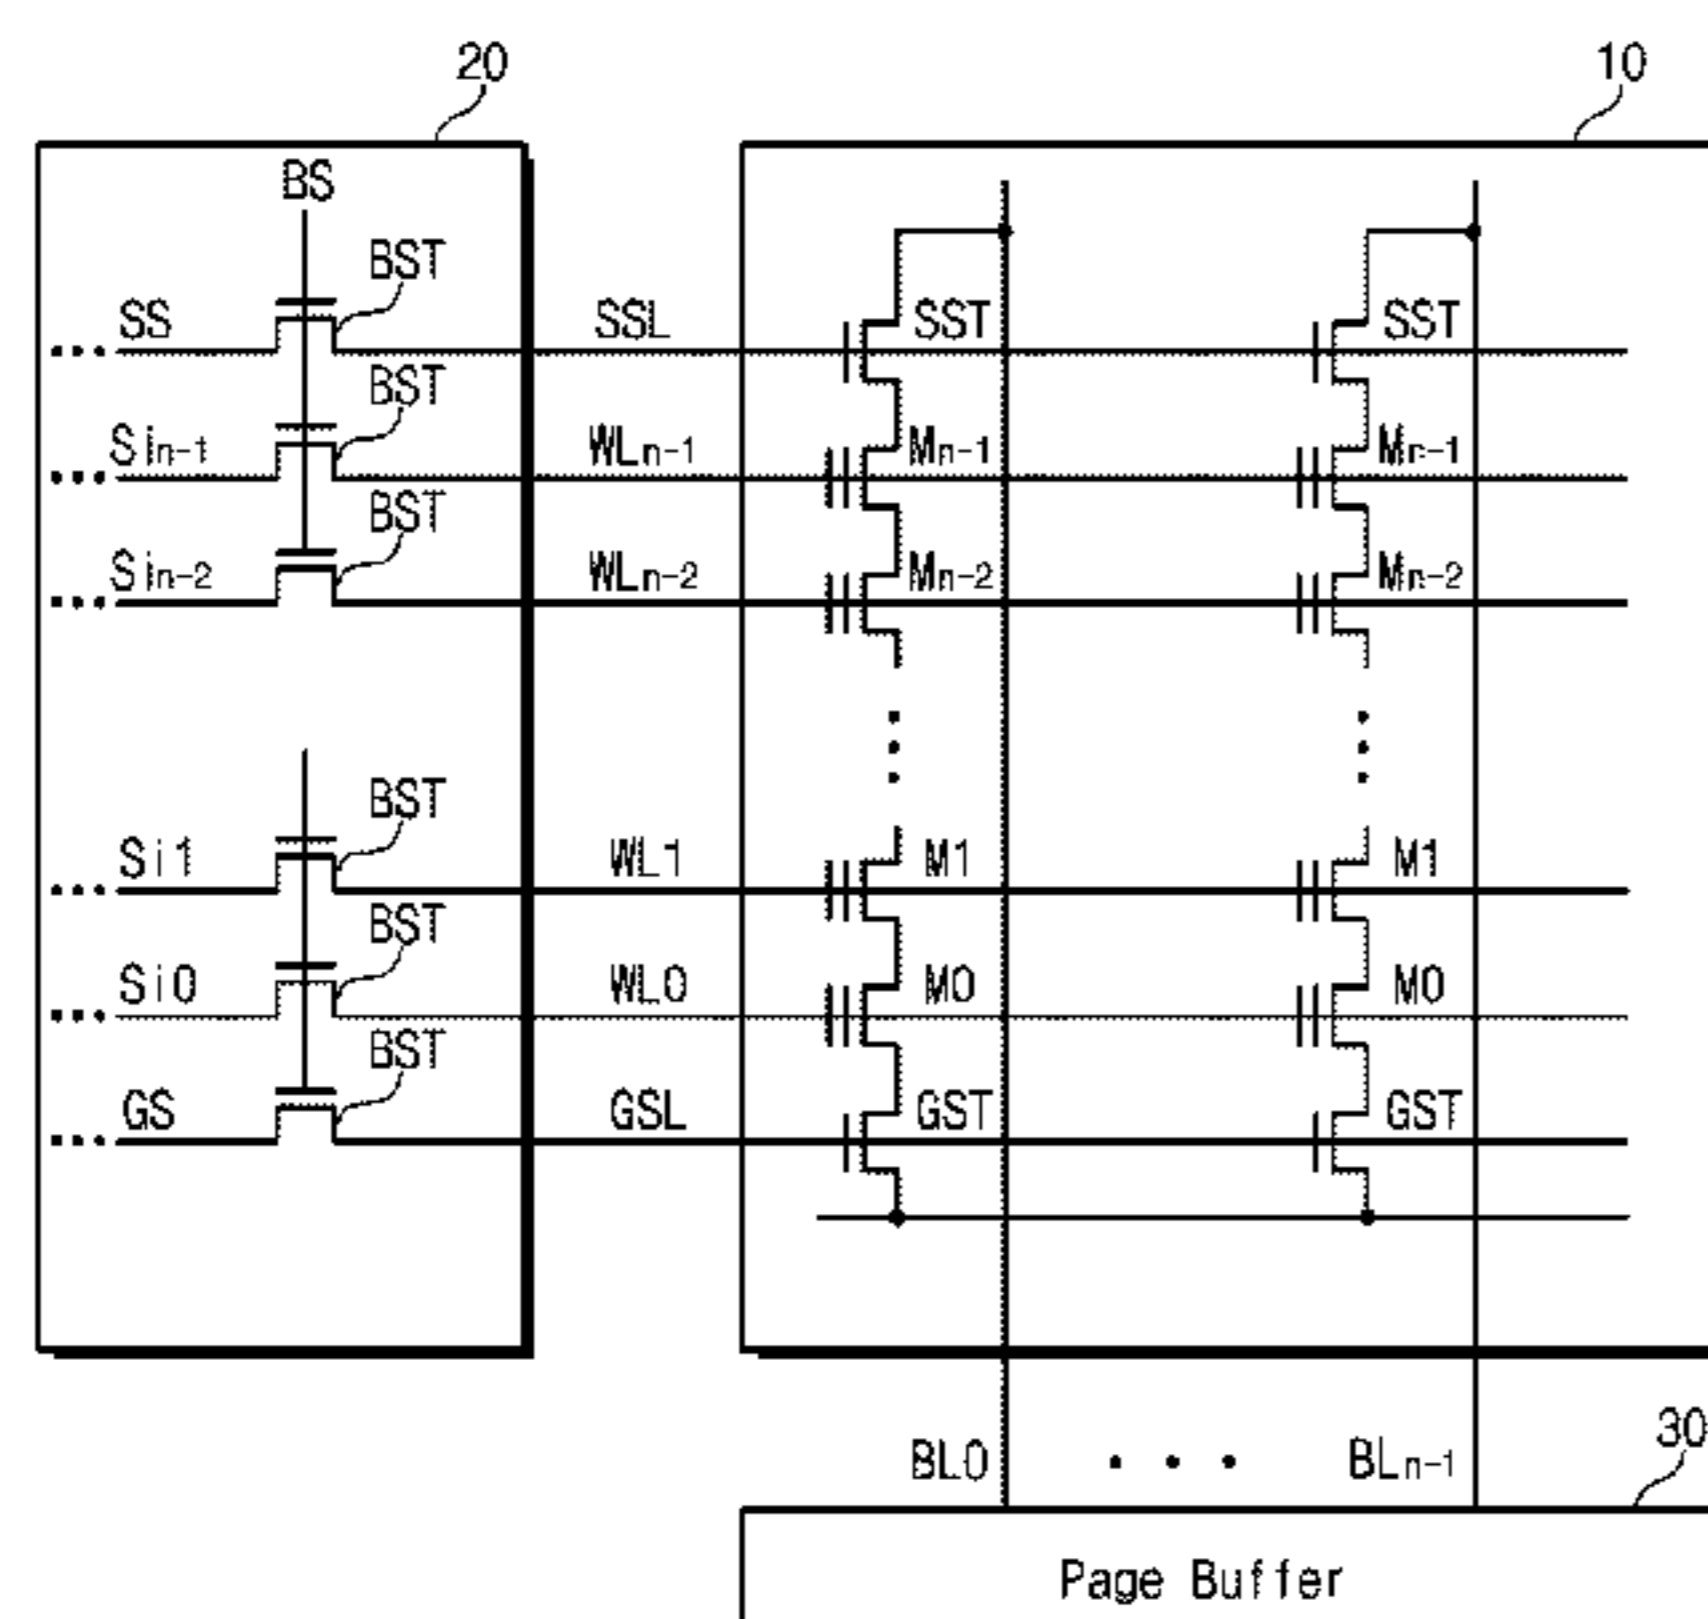 20
10
BS
BST
SS SSL SST SST
BST
Sin-1 WLn-1 Mn-1 Mn-1
BST
Sin-2 WLn-2 Mn-2 Mn-2
BST
Si1 WL1 M1 M1
BST
Si0 WL0 M0 M0
BST
GS GSL GST GST
30
BL0 • • • BLn-1
Page Buffer